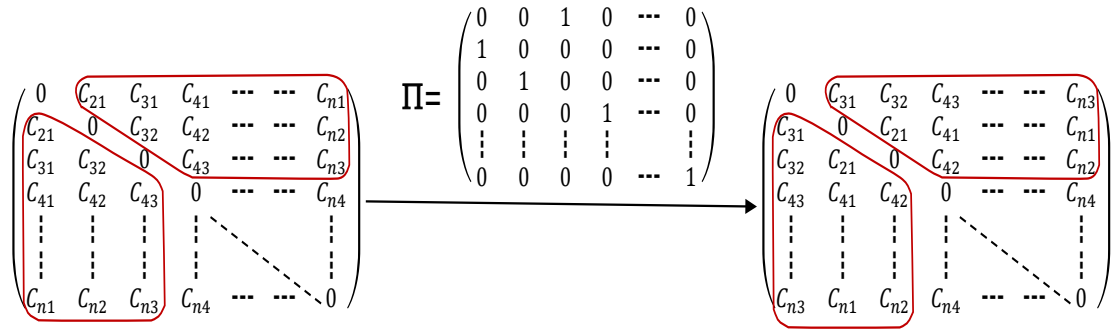 0 C21 C31 C41 --- --- Cn1
C21 0 C32 C42 --- --- Cn2
C31 C32 0 C43 --- --- Cn3
C41 C42 C43 0 --- --- Cn4
Cn1 Cn2 Cn3 Cn4 --- --- 0
Π=
0 0 1 0 --- 0
1 0 0 0 --- 0
0 1 0 0 --- 0
0 0 0 1 --- 0
0 0 0 0 --- 1
0 C31 C32 C43 --- --- Cn3
C31 0 C21 C41 --- --- Cn1
C32 C21 0 C42 --- --- Cn2
C43 C41 C42 0 --- --- Cn4
Cn3 Cn1 Cn2 Cn4 --- --- 0